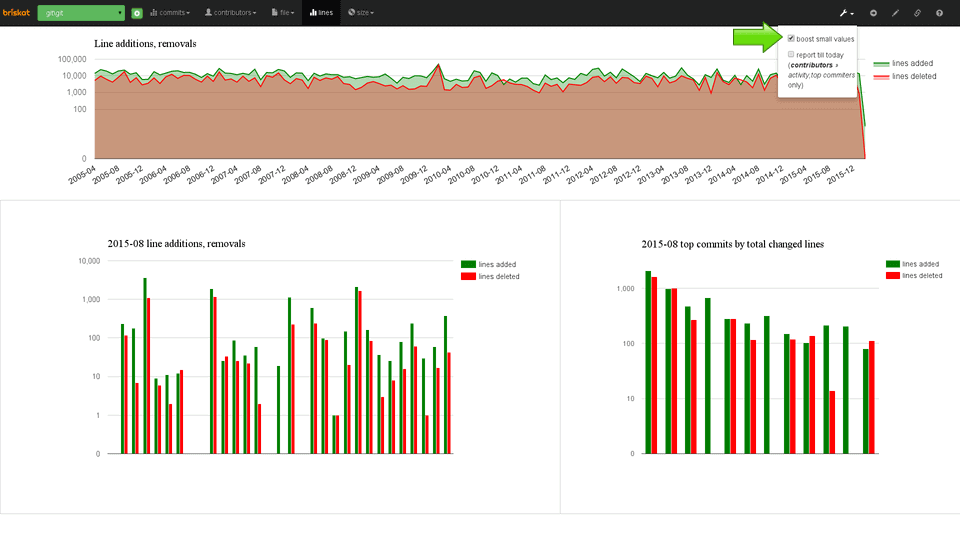 briskat
git/git
commits
contributors
file
lines
size
boost small values
report till today
(contributors »
activity,top commiters
only)
Line additions, removals
100,000
10,000
1,000
100
0
lines added
lines deleted
2005-04
2005-08
2005-12
2006-04
2006-08
2006-12
2007-04
2007-08
2007-12
2008-04
2008-08
2008-12
2009-04
2009-08
2009-12
2010-04
2010-08
2010-12
2011-04
2011-08
2011-12
2012-04
2012-08
2012-12
2013-04
2013-08
2013-12
2014-04
2014-08
2014-12
2015-04
2015-08
2015-12
2015-08 line additions, removals
10,000
1,000
100
10
1
0
lines added
lines deleted
2015-08 top commits by total changed lines
1,000
100
10
0
lines added
lines deleted